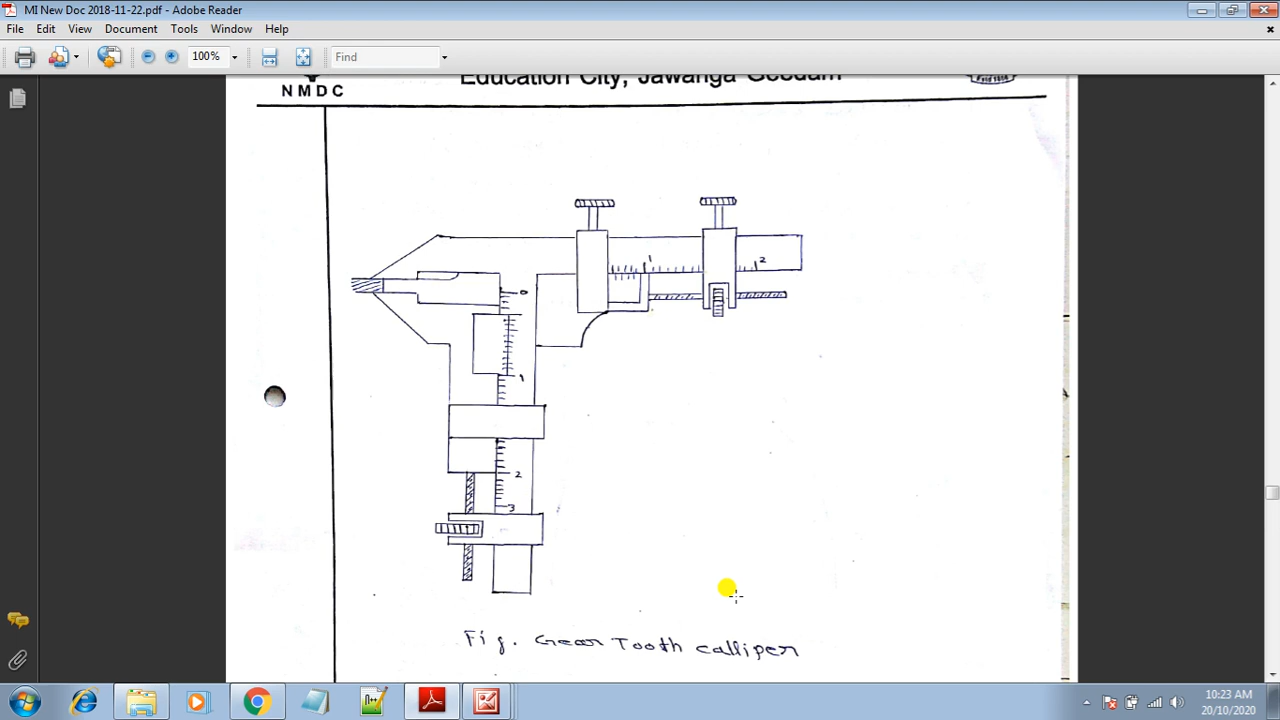 MI New Doc 2018-11-22.pdf - Adobe Reader
File Edit View Document Tools Window Help
100% Find
Education City, Jawanga Geedam
NMDC
1 2
0
1
2
3
Fig. Gear Tooth calliper
10:23 AM
20/10/2020